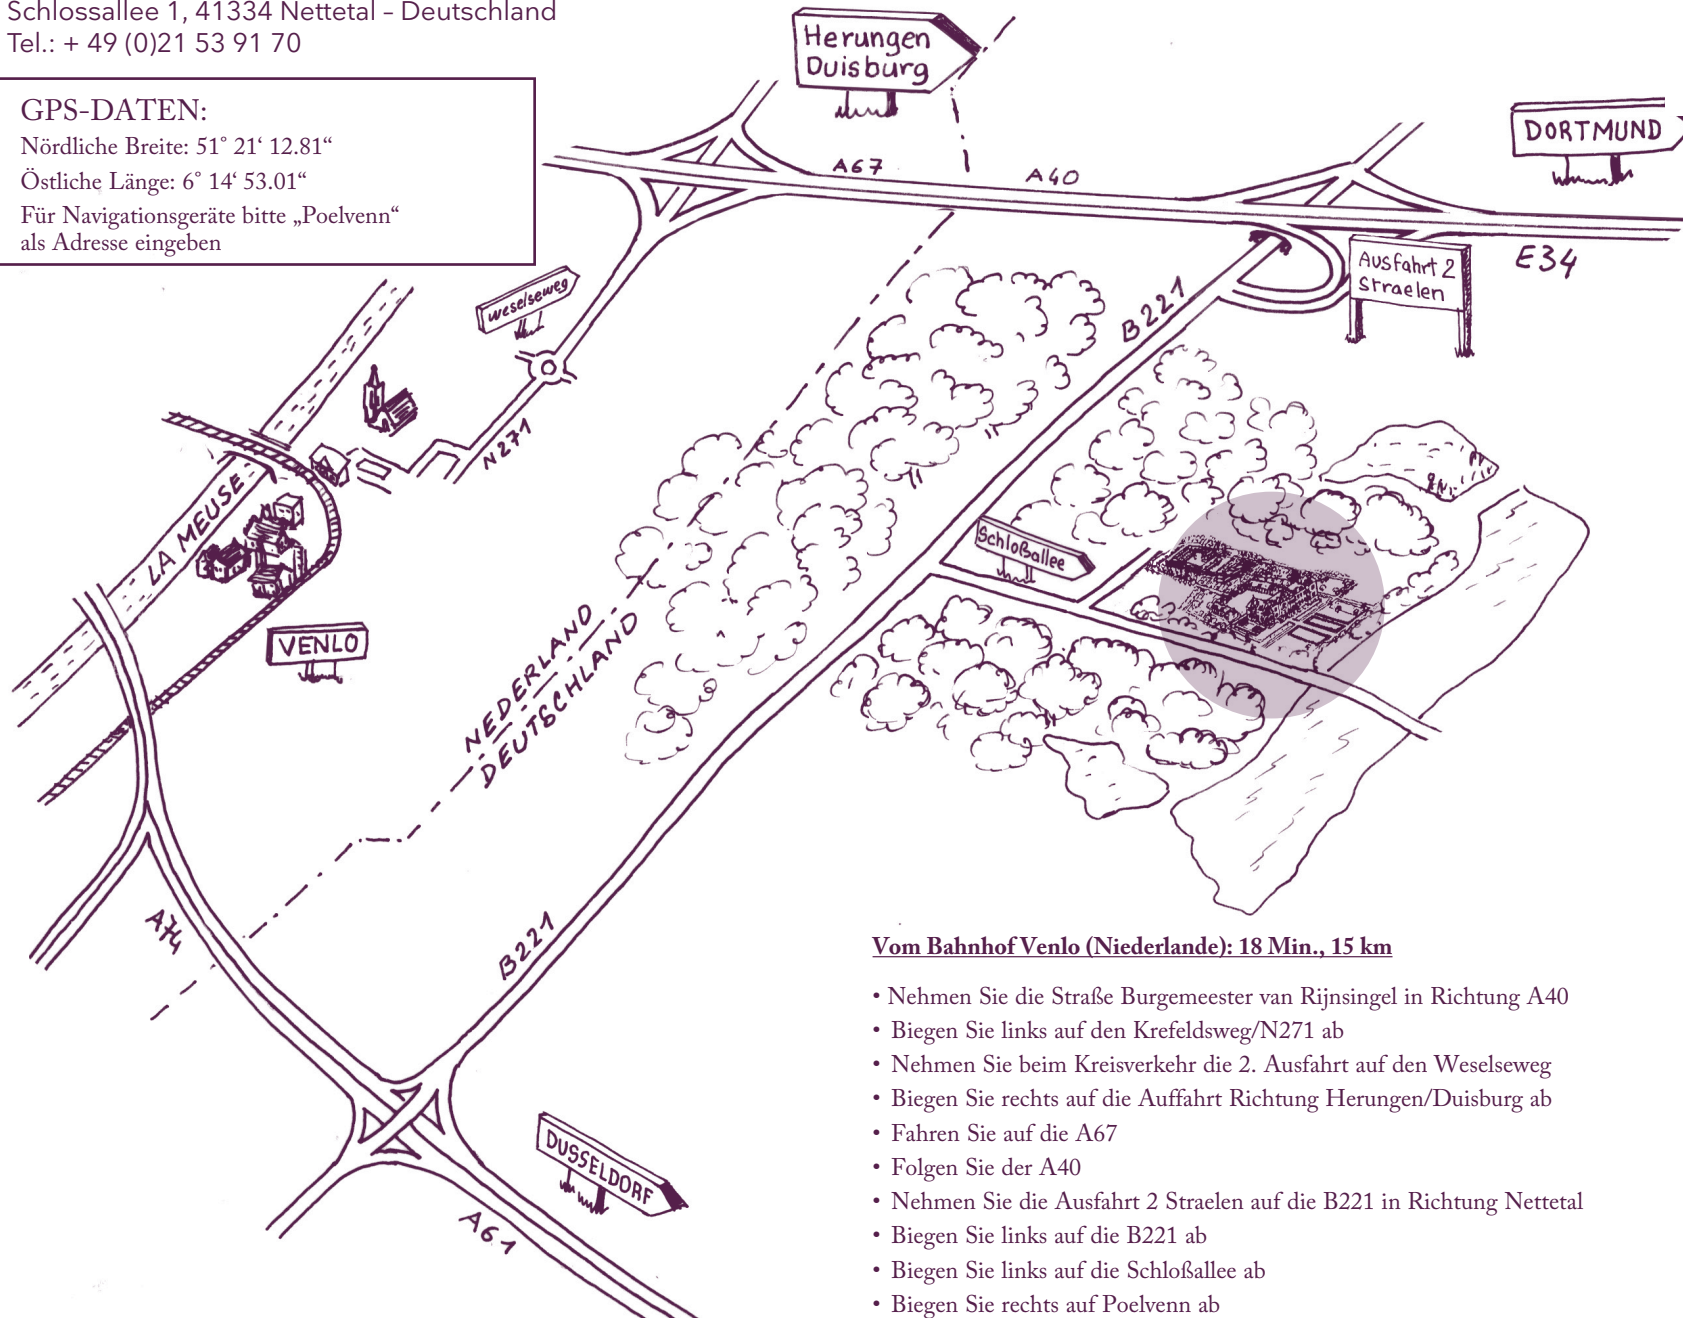 Schlossallee 1, 41334 Nettetal – Deutschland
Tel.: + 49 (0)21 53 91 70
GPS-DATEN:
Nördliche Breite: 51° 21‘ 12.81“
Östliche Länge: 6° 14‘ 53.01“
Für Navigationsgeräte bitte „Poelvenn“
als Adresse eingeben
Herungen
Duisburg
DORTMUND
A67
A40
E34
Ausfahrt 2
Straelen
B221
weselseweg
N271
LA MEUSE
VENLO
Schloßallee
NEDERLAND
DEUTSCHLAND
A74
B221
DUSSELDORF
A61
Vom Bahnhof Venlo (Niederlande): 18 Min., 15 km
• Nehmen Sie die Straße Burgemeester van Rijnsingel in Richtung A40
• Biegen Sie links auf den Krefeldsweg/N271 ab
• Nehmen Sie beim Kreisverkehr die 2. Ausfahrt auf den Weselseweg
• Biegen Sie rechts auf die Auffahrt Richtung Herungen/Duisburg ab
• Fahren Sie auf die A67
• Folgen Sie der A40
• Nehmen Sie die Ausfahrt 2 Straelen auf die B221 in Richtung Nettetal
• Biegen Sie links auf die B221 ab
• Biegen Sie links auf die Schloßallee ab
• Biegen Sie rechts auf Poelvenn ab